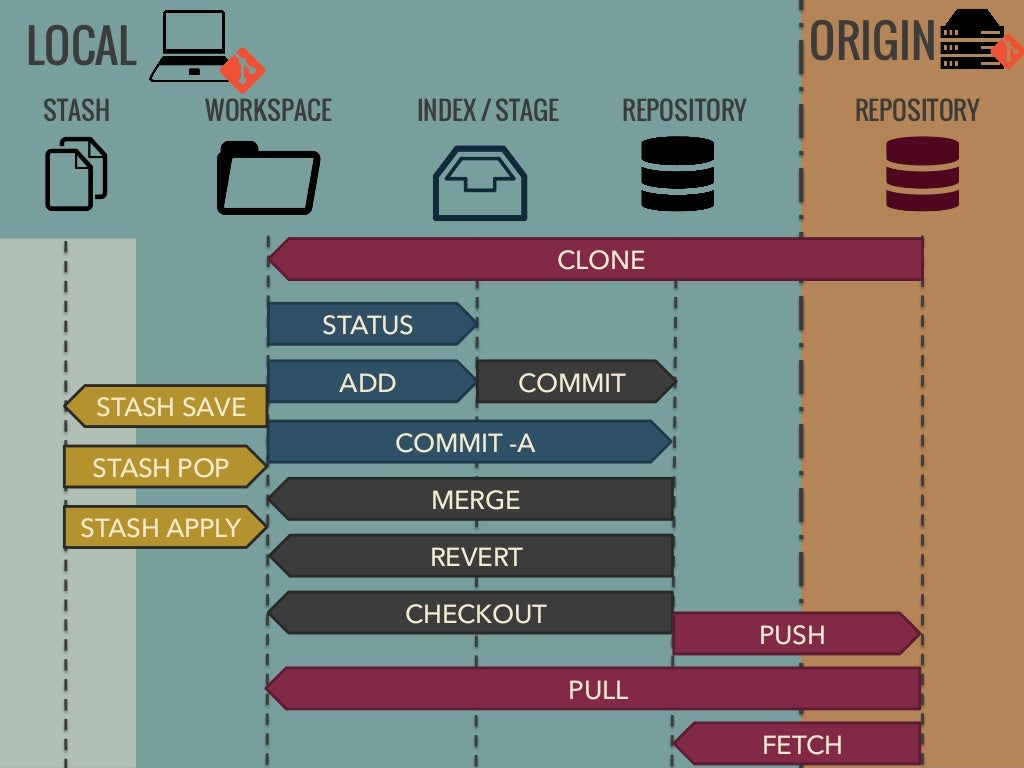 LOCAL
ORIGIN
STASH
WORKSPACE
INDEX / STAGE
REPOSITORY
REPOSITORY
CLONE
STATUS
ADD
COMMIT
STASH SAVE
COMMIT -A
STASH POP
MERGE
STASH APPLY
REVERT
CHECKOUT
PUSH
PULL
FETCH